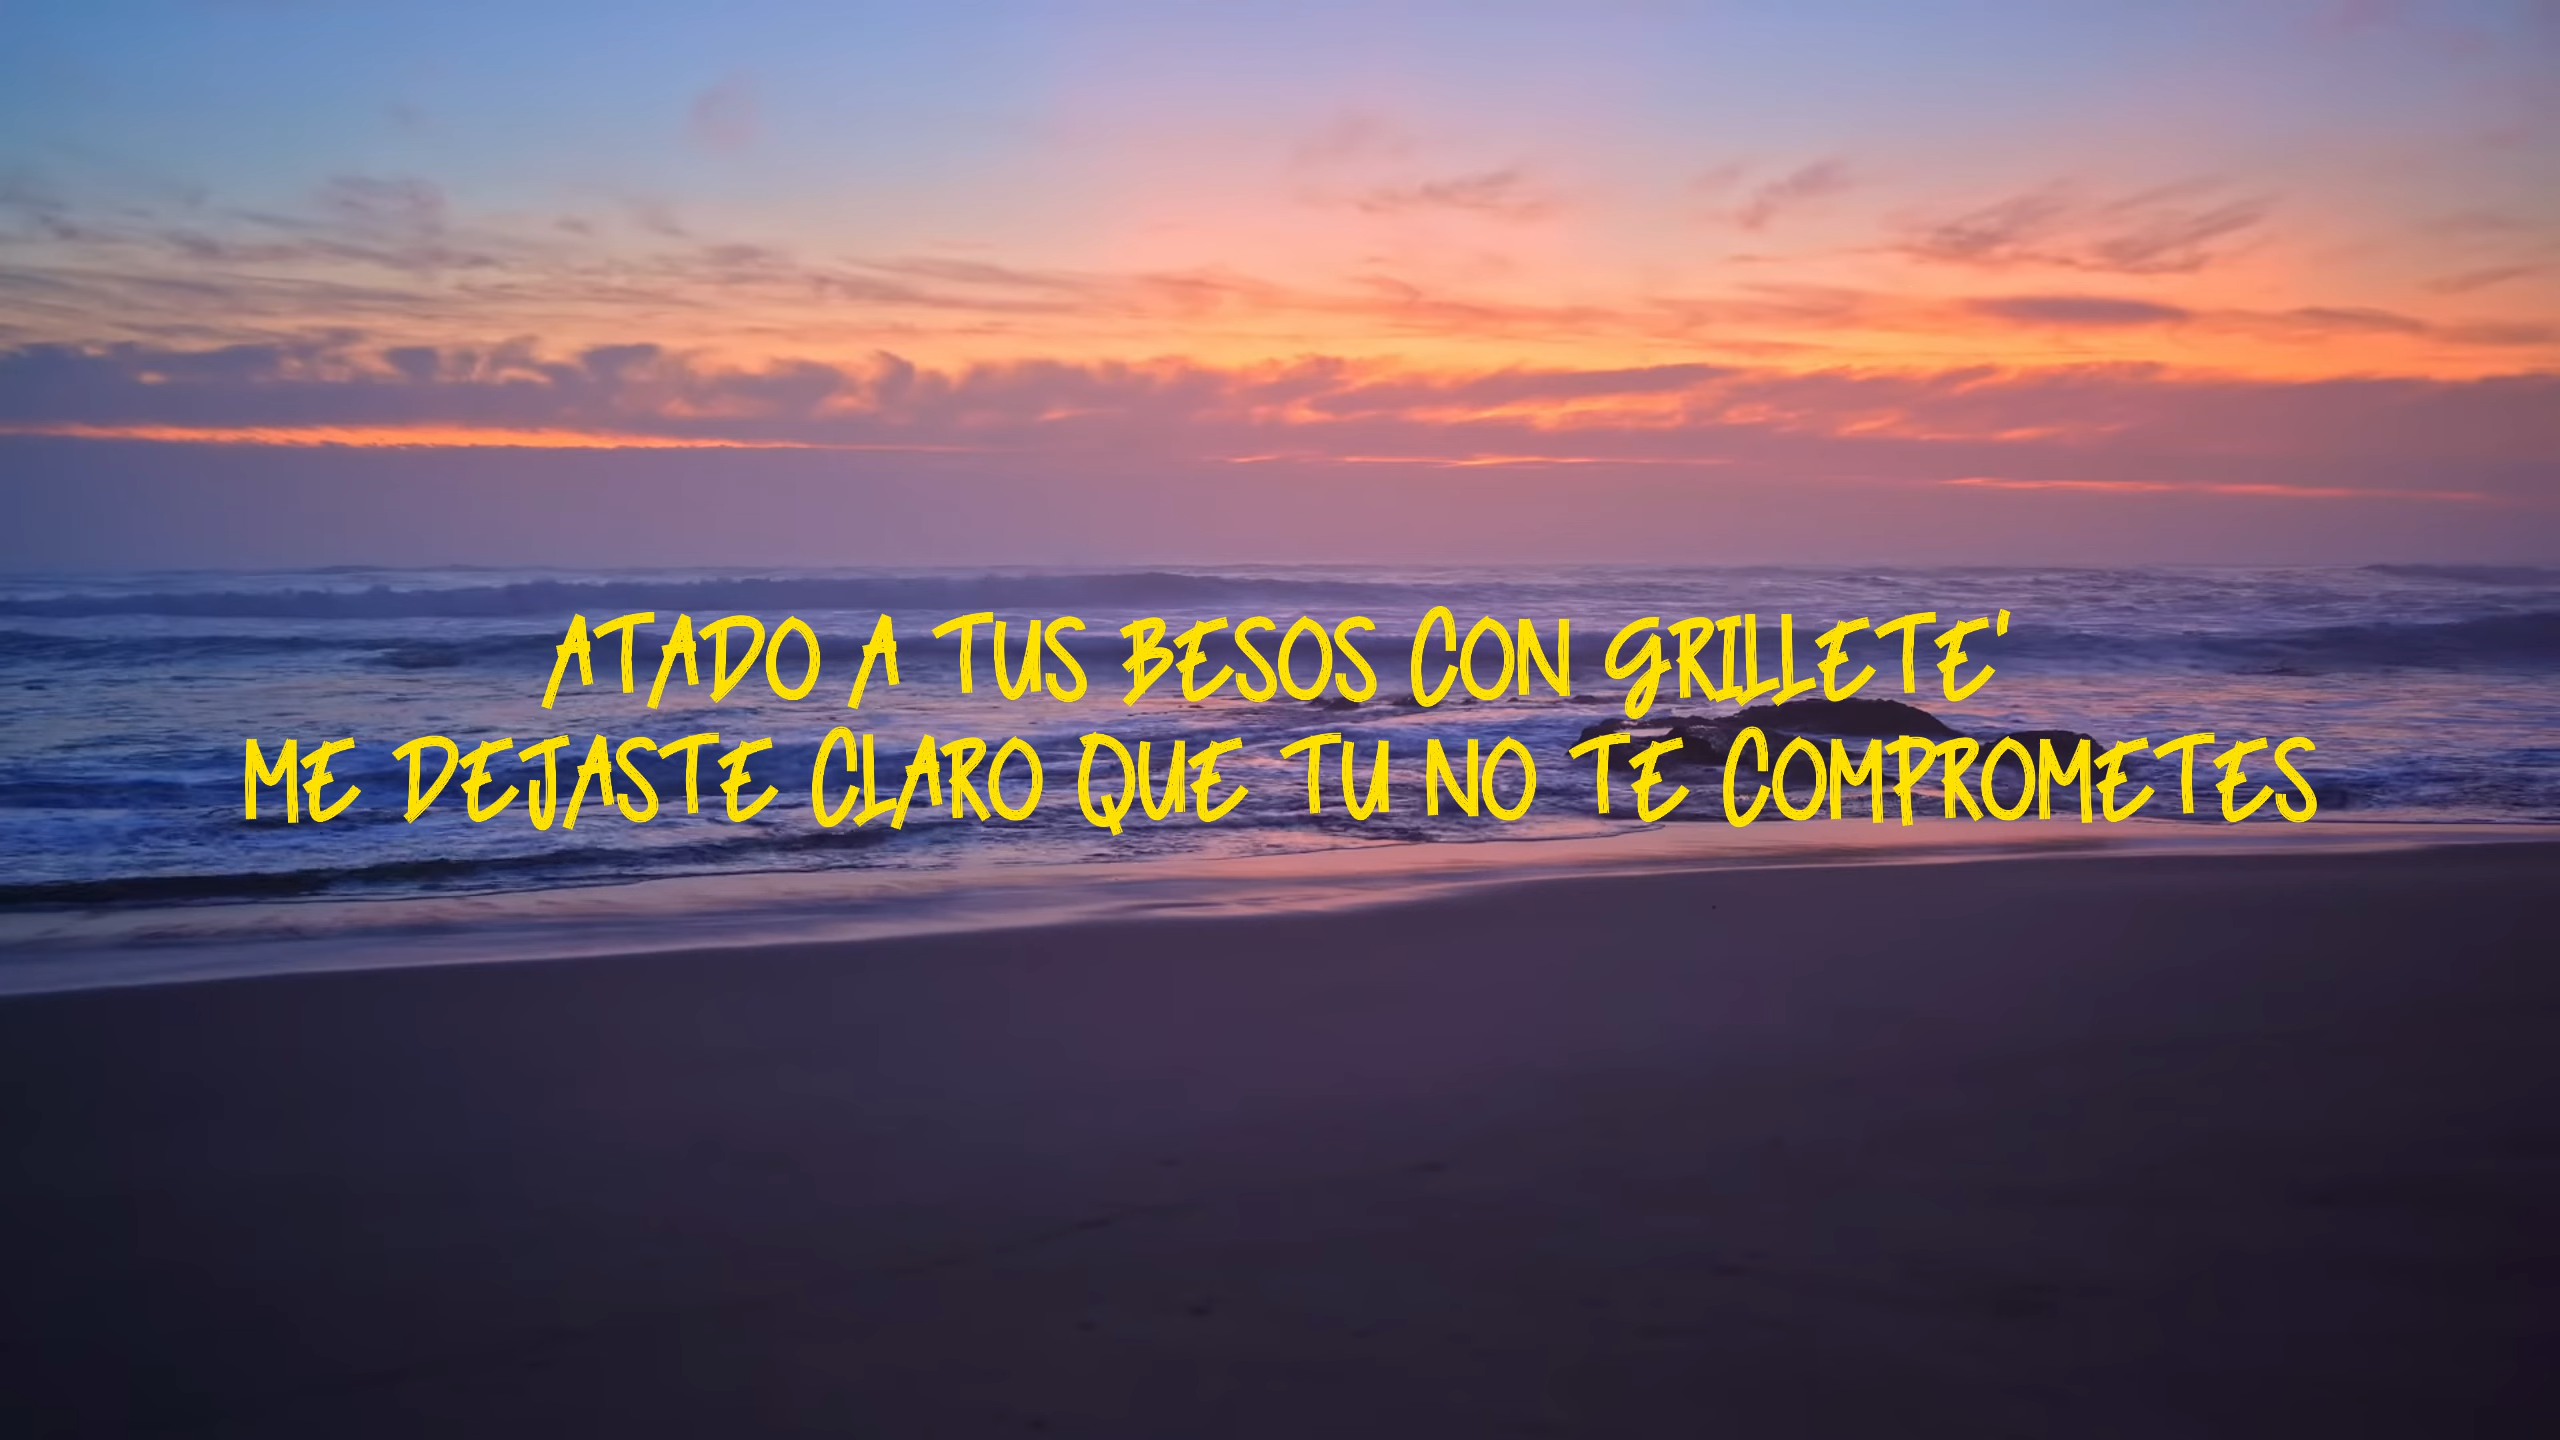 ATADO A TUS BESOS CON GRILLETE'
ME DEJASTE CLARO QUE TU NO TE COMPROMETES